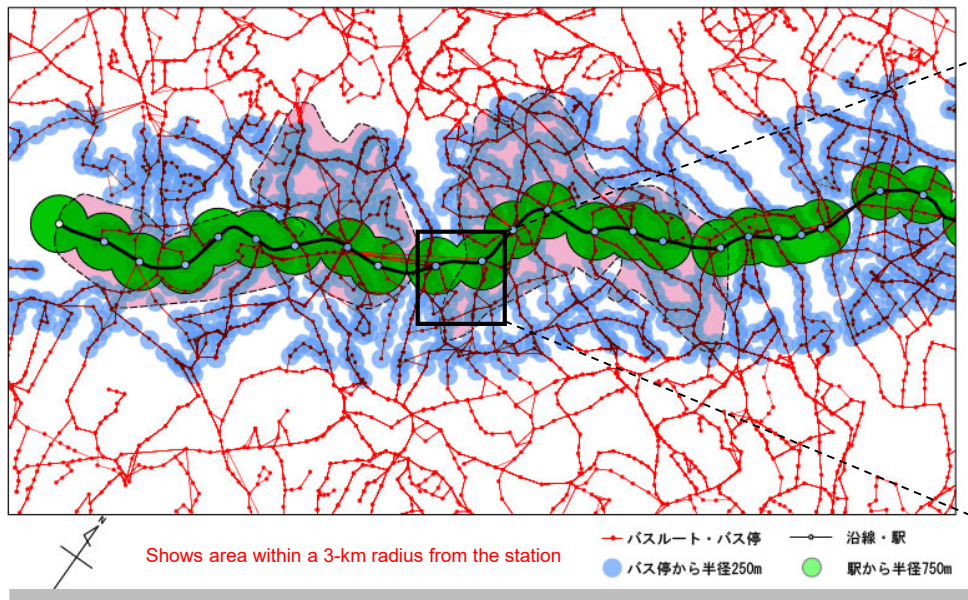 N
Shows area within a 3-km radius from the station
バスルート・バス停
沿線・駅
バス停から半径250m
駅から半径750m